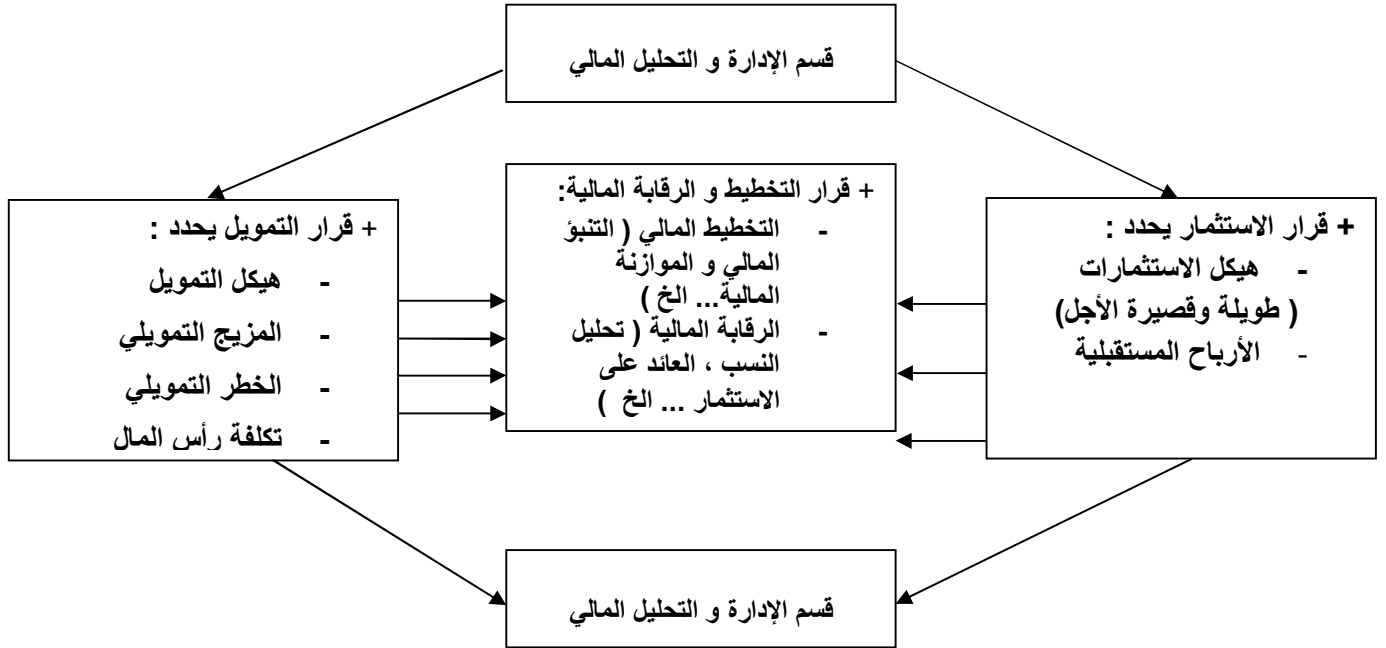 قسم الإدارة و التحليل المالي
+ قرار الاستثمار يحدد :
- هيكل الاستثمارات
( طويلة وقصيرة الأجل)
- الأرباح المستقبلية
+ قرار التخطيط و الرقابة المالية:
- التخطيط المالي ( التنبؤ
المالي و الموازنة
المالية... الخ )
- الرقابة المالية ( تحليل
النسب ، العائد على
الاستثمار ... الخ )
+ قرار التمويل يحدد :
- هيكل التمويل
- المزيج التمويلي
- الخطر التمويلي
- تكلفة رأس المال
قسم الإدارة و التحليل المالي